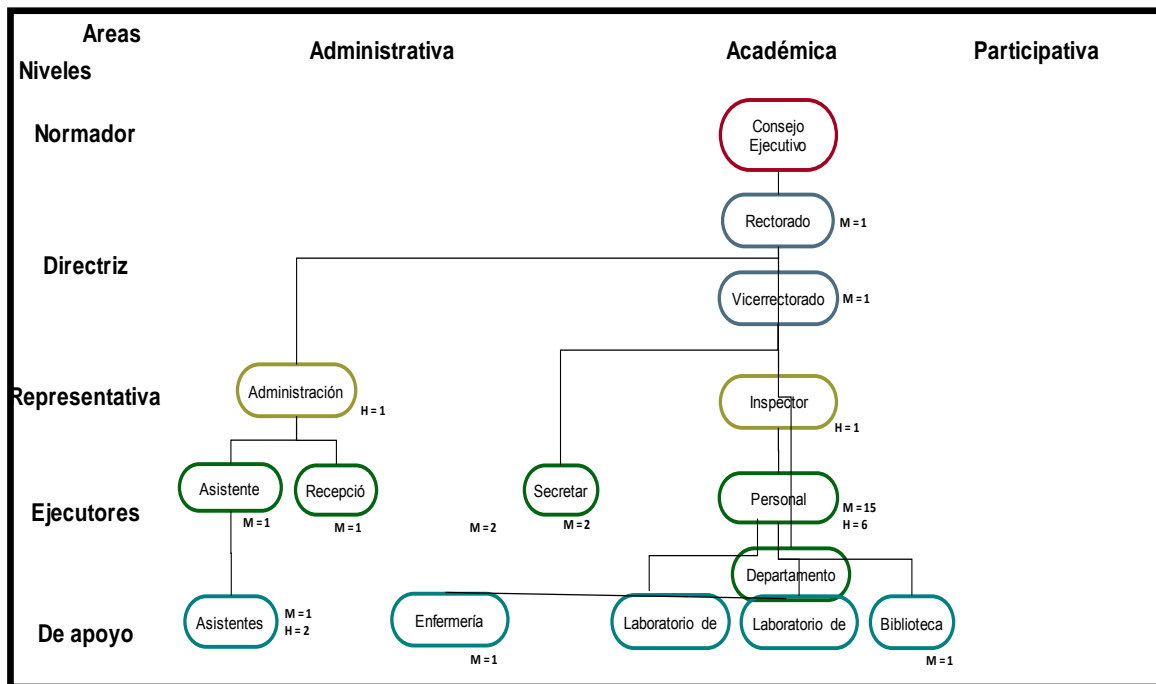 Areas
Administrativa
Académica
Participativa
Niveles
Normador
Consejo
Ejecutivo
Rectorado
M = 1
Directriz
Vicerrectorado
M = 1
Representativa
Administración
H = 1
Inspector
H = 1
Ejecutores
Asistente
M = 1
Recepció
M = 1
M = 2
Secretar
M = 2
Personal
M = 15
H = 6
Departamento
De apoyo
Asistentes
M = 1
H = 2
Enfermería
M = 1
Laboratorio de
Laboratorio de
Biblioteca
M = 1